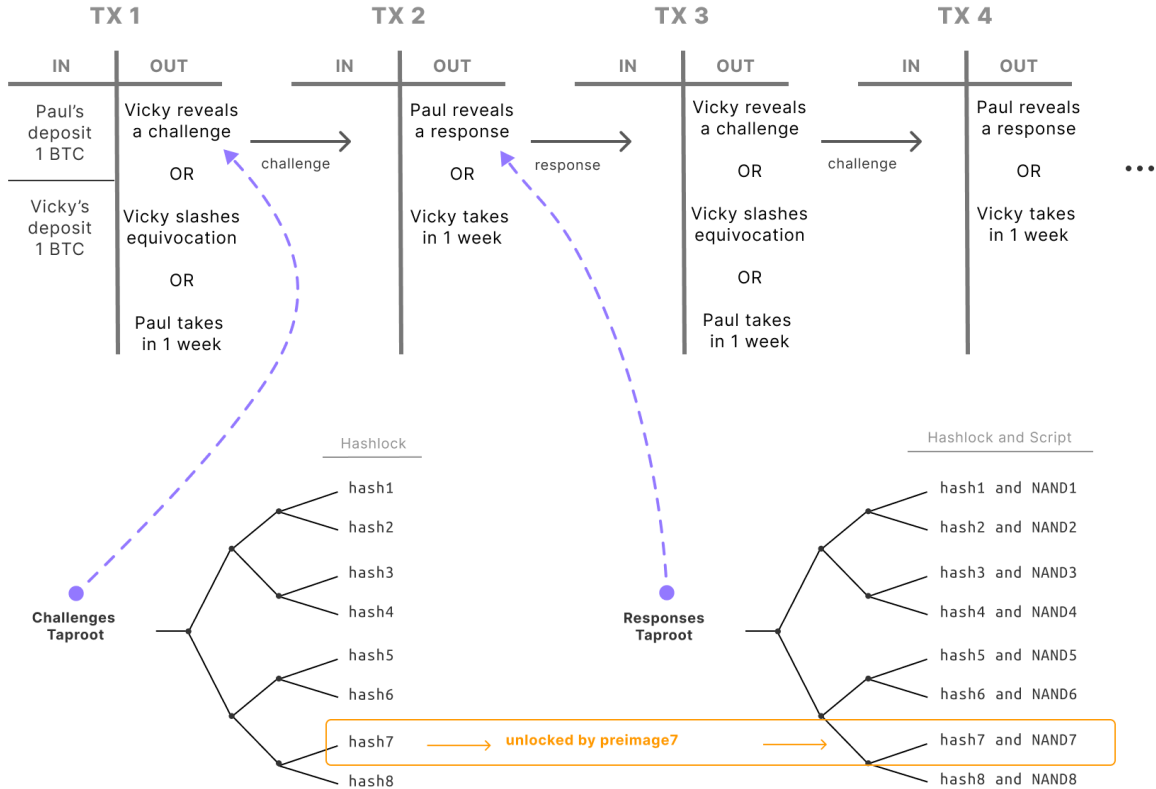 TX 1
TX 2
TX 3
TX 4
IN
OUT
IN
OUT
IN
OUT
IN
OUT
Paul's
deposit
1 BTC
Vicky's
deposit
1 BTC
Vicky reveals
a challenge
OR
Vicky slashes
equivocation
OR
Paul takes
in 1 week
challenge
Paul reveals
a response
OR
Vicky takes
in 1 week
response
Vicky reveals
a challenge
OR
Vicky slashes
equivocation
OR
Paul takes
in 1 week
challenge
Paul reveals
a response
OR
Vicky takes
in 1 week
Challenges
Taproot
Hashlock
hash1
hash2
hash3
hash4
hash5
hash6
hash7
hash8
unlocked by preimage7
Responses
Taproot
Hashlock and Script
hash1 and NAND1
hash2 and NAND2
hash3 and NAND3
hash4 and NAND4
hash5 and NAND5
hash6 and NAND6
hash7 and NAND7
hash8 and NAND8